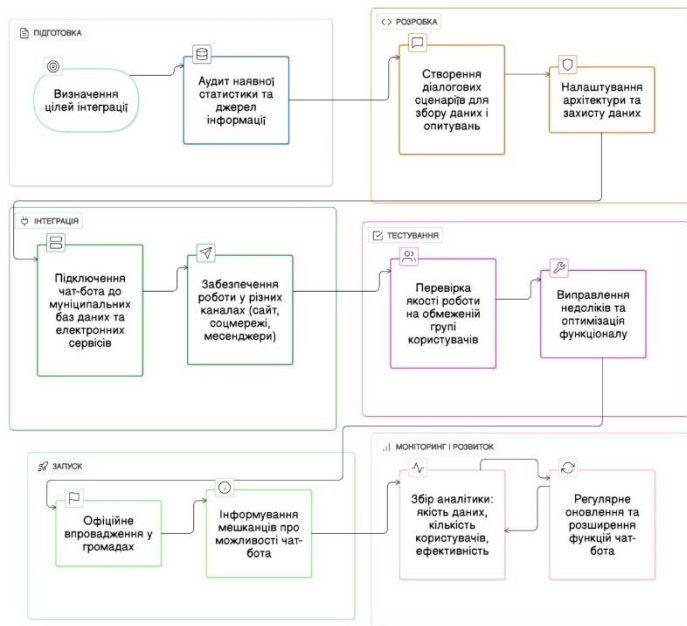 ПІДГОТОВКА
Визначення
цілей інтеграції
Аудит наявної
статистики та
джерел
інформації
РОЗРОБКА
Створення
діалогових
сценаріїв для
збору даних і
опитувань
Налаштування
архітектури та
захисту даних
ІНТЕГРАЦІЯ
Підключення
чат-бота до
муніципальних
баз даних та
електронних
сервісів
Забезпечення
роботи у різних
каналах (сайт,
соцмережі,
месенджери)
ТЕСТУВАННЯ
Перевірка
якості роботи
на обмеженій
групі
користувачів
Виправлення
недоліків та
оптимізація
функціоналу
ЗАПУСК
Офіційне
впровадження у
громадах
Інформування
мешканців про
можливості чат-
бота
МОНІТОРИНГ І РОЗВИТОК
Збір аналітики:
якість даних,
кількість
користувачів,
ефективність
Регулярне
оновлення та
розширення
функцій чат-
бота